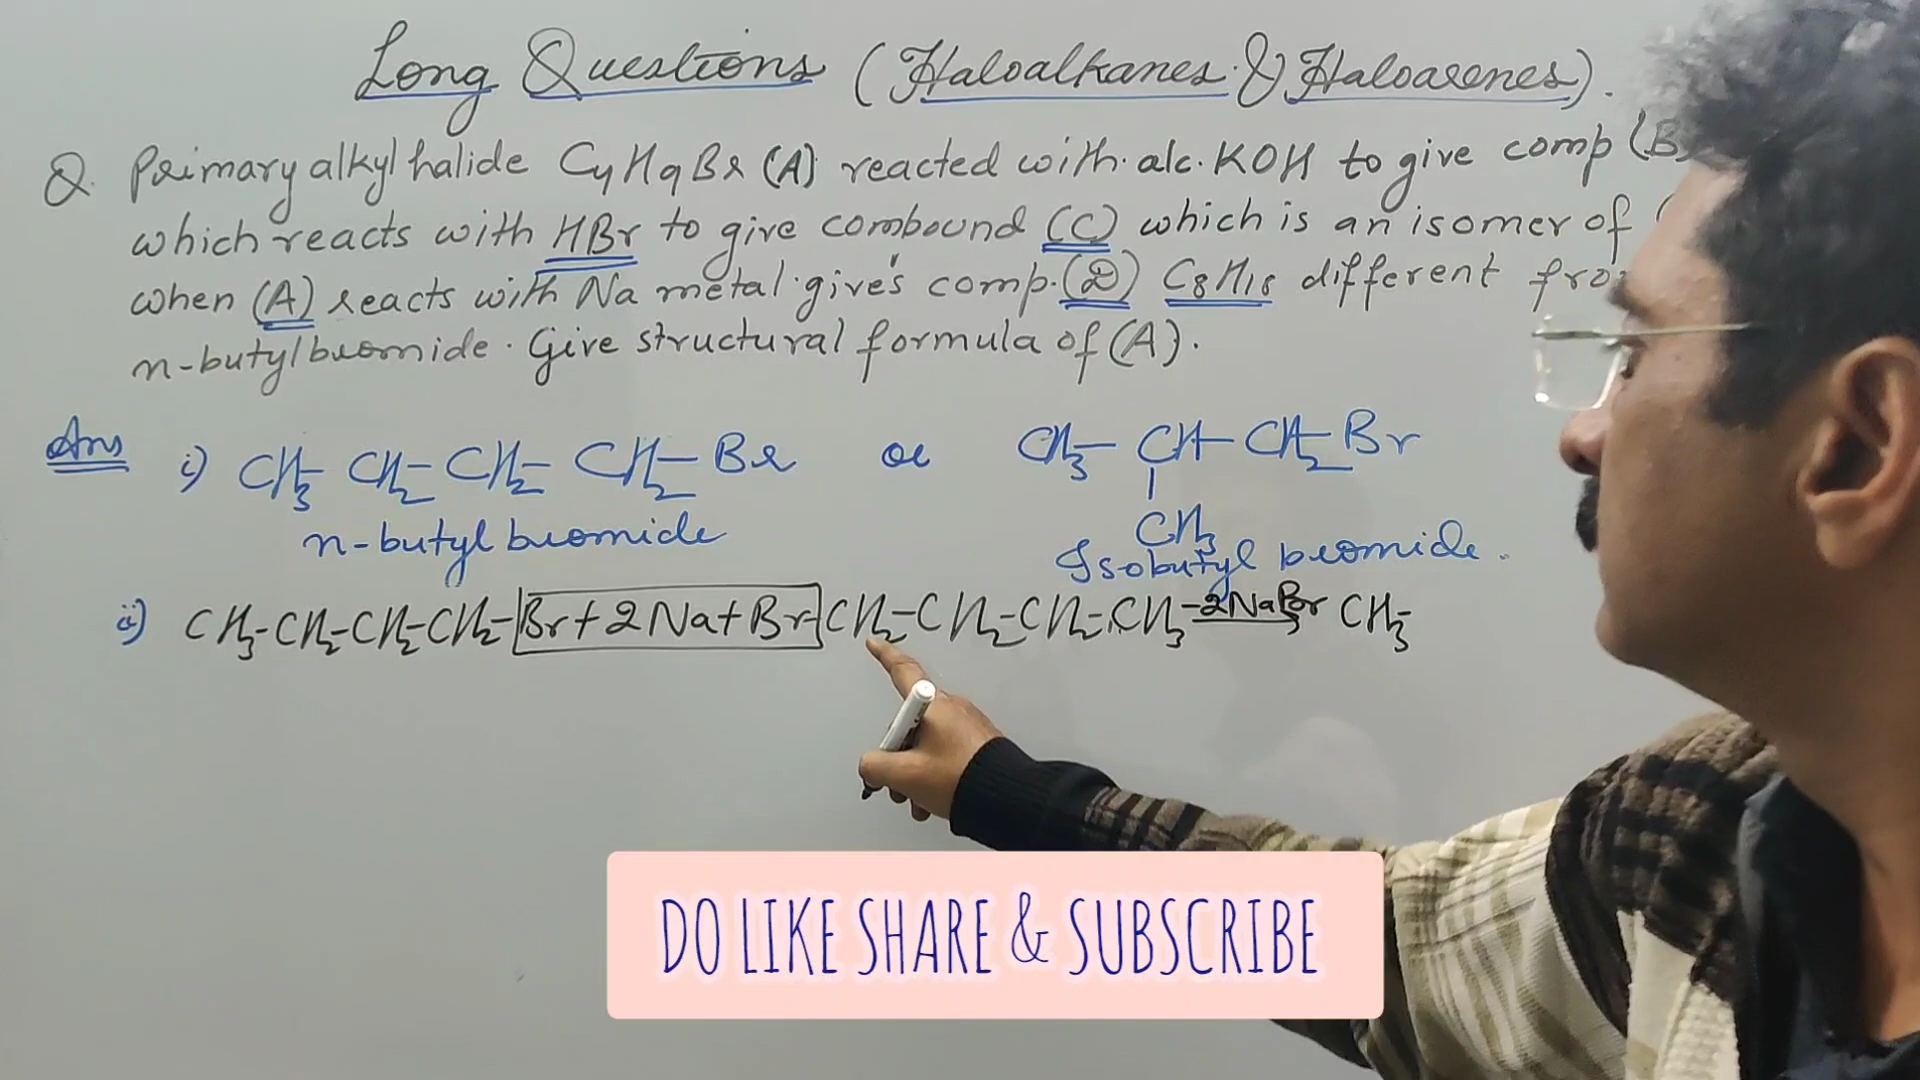 Long Questions (Haloalkanes & Haloarenes).
Q. Primary alkyl halide C4H9Br (A) reacted with alc. KOH to give comp (B
which reacts with HBr to give compound (C) which is an isomer of (
when (A) reacts with Na metal gives comp. (D) C8H18 different fro
n-butylbromide. Give structural formula of (A).
Ans i) CH3-CH2-CH2-CH2-Br or CH3-CH-CH2-Br
CH3
n-butyl bromide Isobutyl bromide.
ii) CH3-CH2-CH2-CH2-Br+2Na+Br-CH2-CH2-CH2-CH3 -2NaBr CH3-
DO LIKE SHARE & SUBSCRIBE